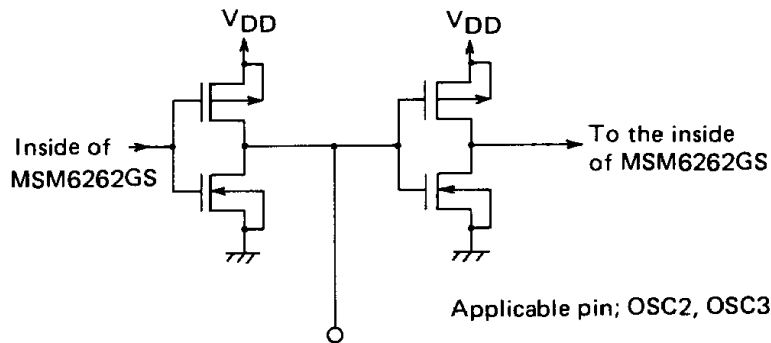 VDD
VDD
Inside of
MSM6262GS
To the inside
of MSM6262GS
Applicable pin; OSC2, OSC3